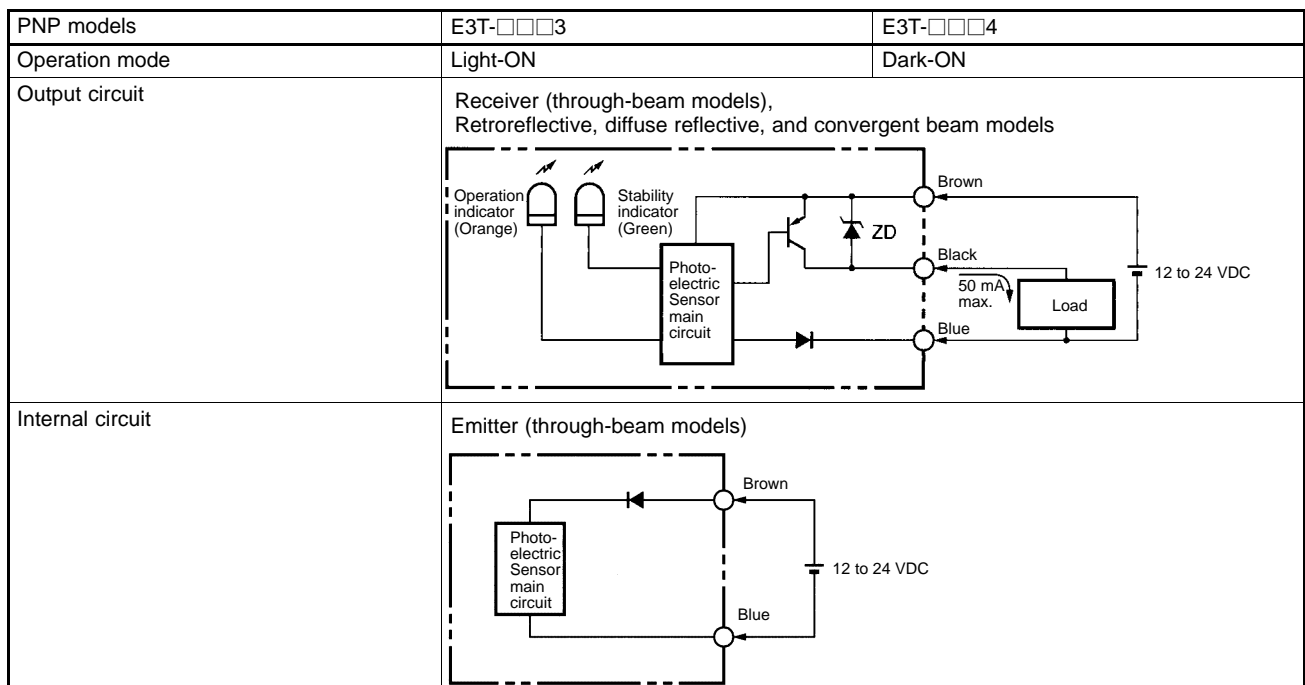 PNP models
E3T-□□□3
E3T-□□□4
Operation mode
Light-ON
Dark-ON
Output circuit
Receiver (through-beam models),
Retroreflective, diffuse reflective, and convergent beam models
Operation
indicator
(Orange)
Stability
indicator
(Green)
Photo-
electric
Sensor
main
circuit
ZD
Brown
Black
50 mA
max.
Load
Blue
12 to 24 VDC
Internal circuit
Emitter (through-beam models)
Photo-
electric
Sensor
main
circuit
Brown
12 to 24 VDC
Blue